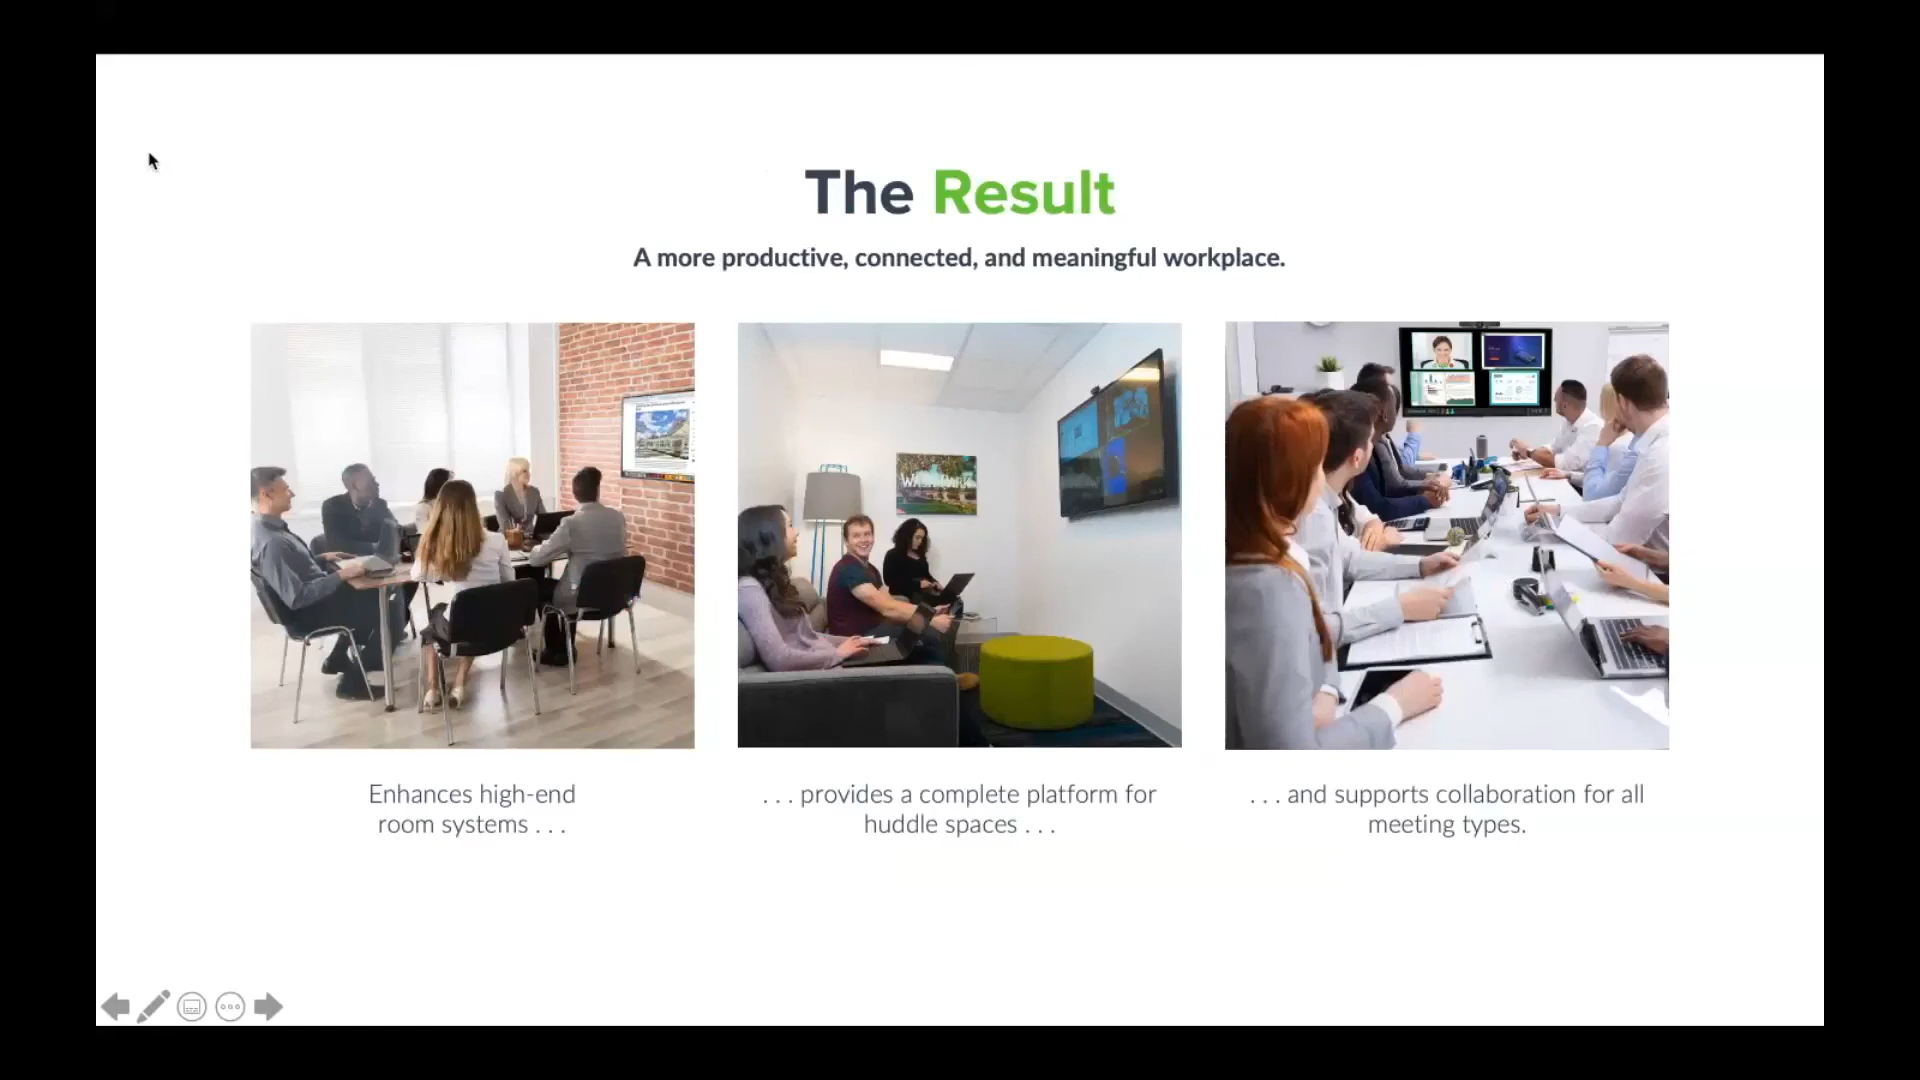 The Result
A more productive, connected, and meaningful workplace.
Enhances high-end
room systems . . .
. . . provides a complete platform for
huddle spaces . . .
. . . and supports collaboration for all
meeting types.